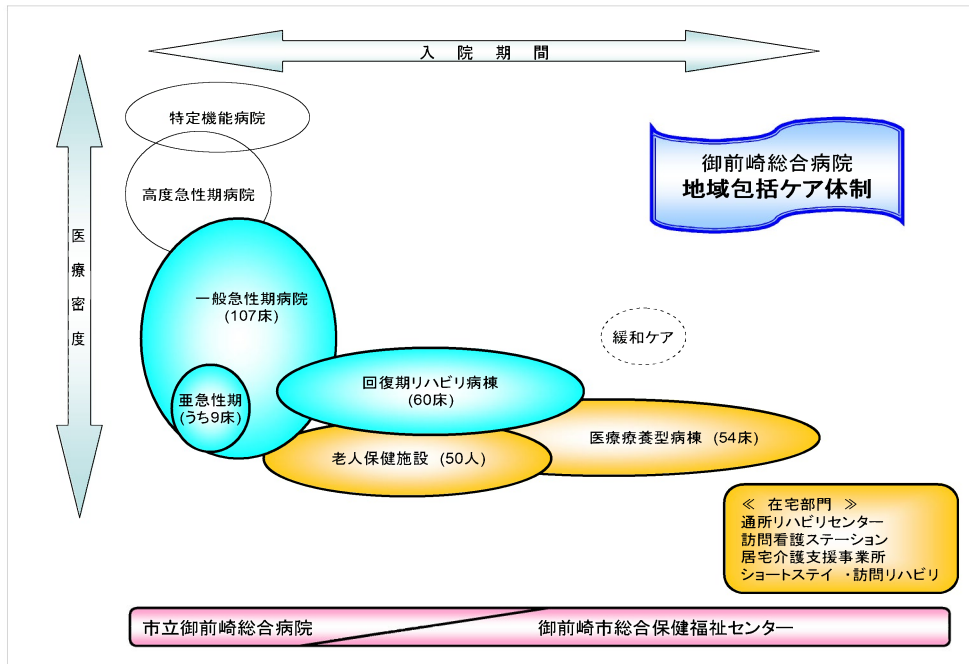 入 院 期 間
医療密度
特定機能病院
御前崎総合病院
地域包括ケア体制
高度急性期病院
一般急性期病院
(107床)
緩和ケア
回復期リハビリ病棟
(60床)
亜急性期
(うち9床)
医療療養型病棟 (54床)
老人保健施設 (50人)
≪ 在宅部門 ≫
通所リハビリセンター
訪問看護ステーション
居宅介護支援事業所
ショートステイ ・訪問リハビリ
市立御前崎総合病院
御前崎市総合保健福祉センター